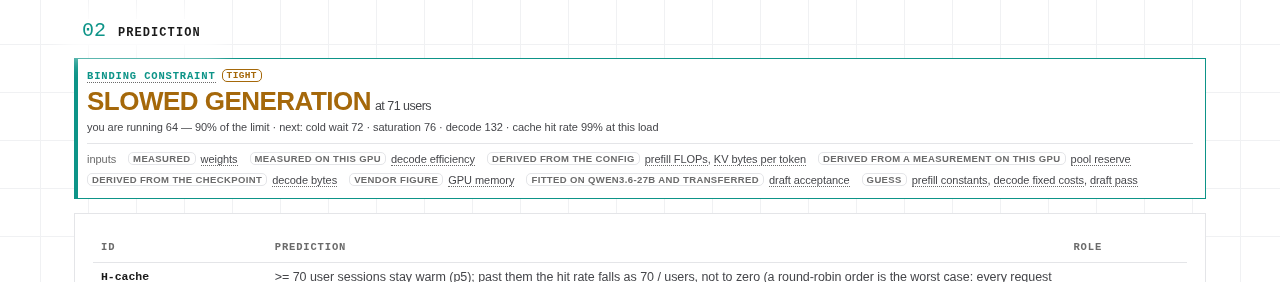 02 PREDICTION
BINDING CONSTRAINT TIGHT
SLOWED GENERATION at 71 users
you are running 64 — 90% of the limit · next: cold wait 72 · saturation 76 · decode 132 · cache hit rate 99% at this load
inputs MEASURED weights MEASURED ON THIS GPU decode efficiency DERIVED FROM THE CONFIG prefill FLOPs, KV bytes per token DERIVED FROM A MEASUREMENT ON THIS GPU pool reserve
DERIVED FROM THE CHECKPOINT decode bytes VENDOR FIGURE GPU memory FITTED ON QWEN3.6-27B AND TRANSFERRED draft acceptance GUESS prefill constants, decode fixed costs, draft pass
ID PREDICTION ROLE
H-cache >= 70 user sessions stay warm (p5); past them the hit rate falls as 70 / users, not to zero (a round-robin order is the worst case: every request